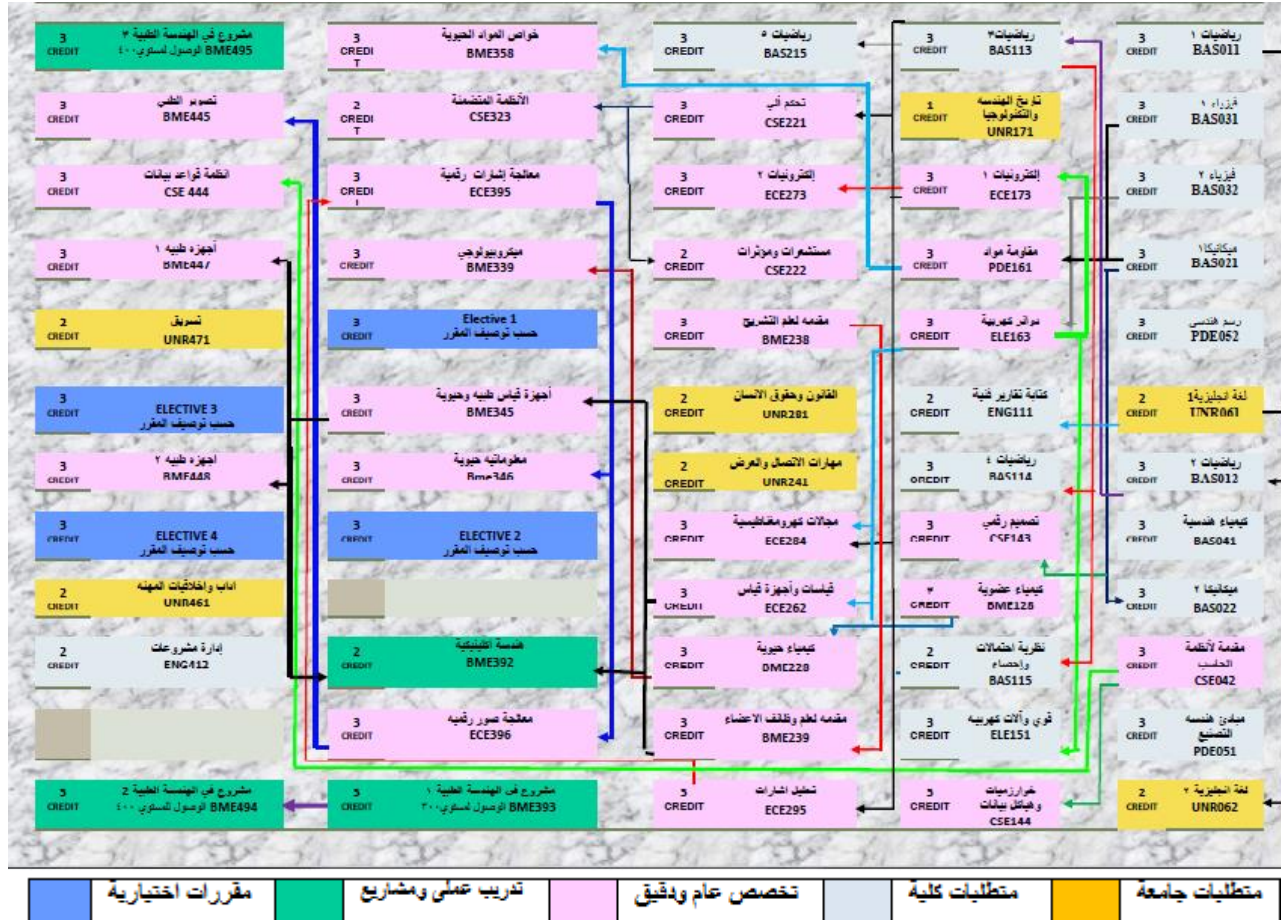 رياضيات ١
BAS011
3
CREDIT
رياضيات٣
BAS113
3
CREDIT
رياضيات ٥
BAS215
3
CREDIT
خواص المواد الحيوية
BME358
3
CREDI
T
مشروع في الهندسة الطبية ٣
BME495 الوصول لمستوي٤٠٠
3
CREDIT
فيزياء ١
BAS031
3
CREDIT
تاريخ الهندسه
والتكنولوجيا
UNR171
1
CREDIT
تحكم آلي
CSE221
3
CREDIT
الأنظمة المتضمنة
CSE323
2
CREDI
T
تصوير الطبي
BME445
3
CREDIT
فيزياء ٢
BAS032
3
CREDIT
إلكترونيات ١
ECE173
3
CREDIT
إلكترونيات ٢
ECE273
3
CREDIT
معالجة إشارات رقمية
ECE395
3
CREDI
انظمة قواعد بيانات
CSE 444
3
CREDIT
ميكانيكا١
BAS021
3
CREDIT
مقاومة مواد
PDE161
3
CREDIT
مستشعرات ومؤثرات
CSE222
2
CREDIT
ميكروبيولوجي
BME339
3
CREDIT
أجهزه طبيه ١
BME447
3
CREDIT
رسم هندسي
PDE052
3
CREDIT
دوائر كهربية
ELE163
3
CREDIT
مقدمه لعلم التشريح
BME238
3
CREDIT
Elective 1
حسب توصيف المقرر
3
CREDIT
تسويق
UNR471
2
CREDIT
لغة انجليزية1
UNR061
2
CREDIT
كتابة تقارير فنية
ENG111
2
CREDIT
القانون وحقوق الانسان
UNR281
2
CREDIT
أجهزة قياس طبيه وحيوية
BME345
3
CREDIT
ELECTIVE 3
حسب توصيف المقرر
3
CREDIT
رياضيات ٢
BAS012
3
CREDIT
رياضيات ٤
BAS114
3
CREDIT
مهارات الاتصال والعرض
UNR241
2
CREDIT
معلوماتيه حيوية
Bme346
3
CREDIT
اجهزه طبيه ٢
BME448
3
CREDIT
كيمياء هندسية
BAS041
3
CREDIT
تصميم رقمي
CSE143
3
CREDIT
مجالات كهرومغناطيسية
ECE284
3
CREDIT
ELECTIVE 2
حسب توصيف المقرر
3
CREDIT
ELECTIVE 4
حسب توصيف المقرر
3
CREDIT
ميكانيكا ٢
BAS022
3
CREDIT
كيمياء عضوية
BME128
٣
CREDIT
قياسات وأجهزة قياس
ECE262
3
CREDIT
اداب واخلاقيات المهنه
UNR461
2
CREDIT
مقدمة لأنظمة
الحاسب
CSE042
3
CREDIT
نظرية احتمالات
وإحصاء
BAS115
2
CREDIT
كيمياء حيوية
BME228
3
CREDIT
هندسة اكلينيكية
BME392
2
CREDIT
إدارة مشروعات
ENG412
2
CREDIT
مبادئ هندسه
التصنيع
PDE051
3
CREDIT
قوي وآلات كهربيه
ELE151
3
CREDIT
مقدمه لعلم وظائف الاعضاء
BME239
3
CREDIT
معالجة صور رقميه
ECE396
3
CREDIT
لغة انجليزية ٢
UNR062
2
CREDIT
خوارزميات
وهياكل بيانات
CSE144
3
CREDIT
تحليل اشارات
ECE295
3
CREDIT
مشروع في الهندسة الطبية ١
BME393 الوصول لمستوي٣٠٠
3
CREDIT
مشروع في الهندسة الطبية 2
BME494 الوصول لمستوي ٤٠٠
3
CREDIT
متطلبات جامعة
متطلبات كلية
تخصص عام ودقيق
تدريب عملى ومشاريع
مقررات اختيارية